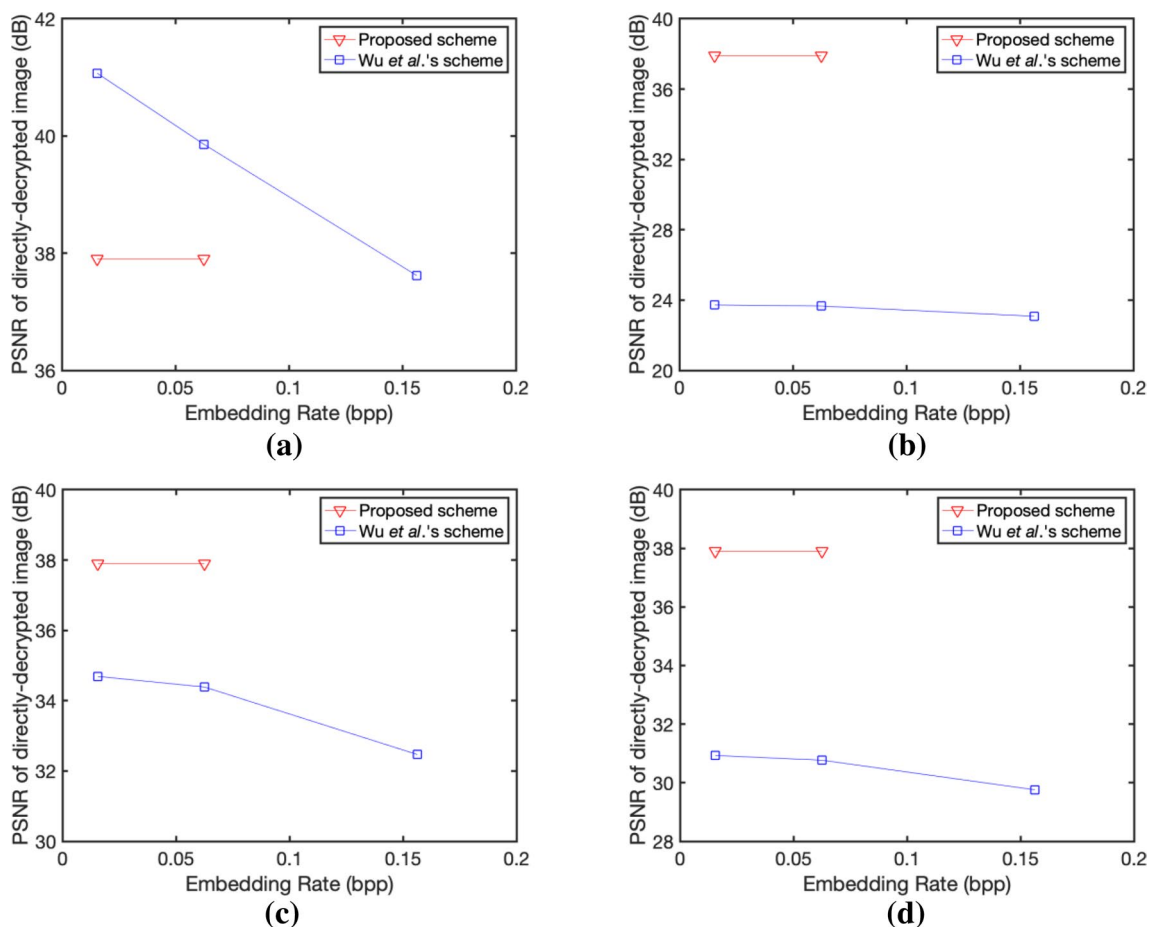 PSNR of directly-decrypted image (dB)
42
40
38
36
0
0.05
0.1
0.15
0.2
Embedding Rate (bpp)
Proposed scheme
Wu et al.'s scheme
(a)
PSNR of directly-decrypted image (dB)
40
36
32
28
24
20
0
0.05
0.1
0.15
0.2
Embedding Rate (bpp)
Proposed scheme
Wu et al.'s scheme
(b)
PSNR of directly-decrypted image (dB)
40
38
36
34
32
30
0
0.05
0.1
0.15
0.2
Embedding Rate (bpp)
Proposed scheme
Wu et al.'s scheme
(c)
PSNR of directly-decrypted image (dB)
40
38
36
34
32
30
28
0
0.05
0.1
0.15
0.2
Embedding Rate (bpp)
Proposed scheme
Wu et al.'s scheme
(d)